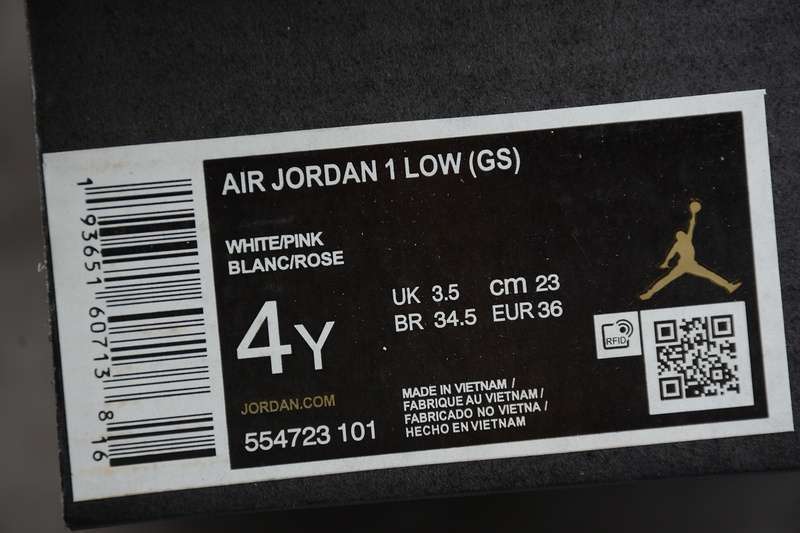 AIR JORDAN 1 LOW (GS)
WHITE/PINK
BLANC/ROSE
4Y
UK 3.5 cm 23
BR 34.5 EUR 36
RFID
JORDAN.COM
554723 101
MADE IN VIETNAM /
FABRIQUE AU VIETNAM /
FABRICADO NO VIETNA /
HECHO EN VIETNAM
1 93651 60713 8 16